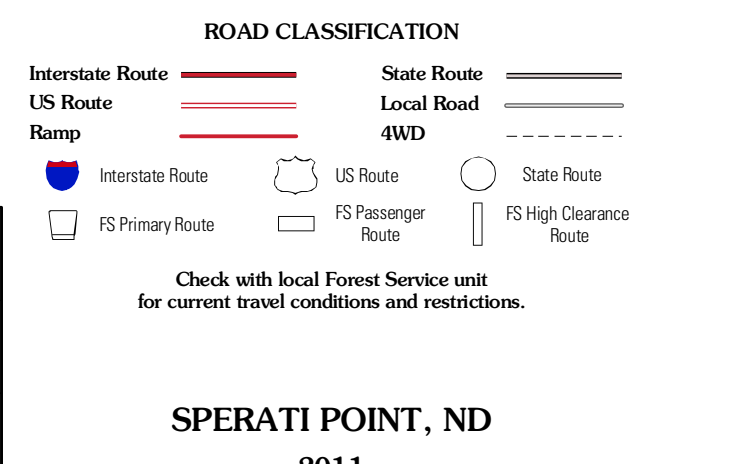 ROAD CLASSIFICATION
Interstate Route
State Route
US Route
Local Road
Ramp
4WD
Interstate Route
US Route
State Route
FS Primary Route
FS Passenger
Route
FS High Clearance
Route
Check with local Forest Service unit
for current travel conditions and restrictions.
SPERATI POINT, ND
2011